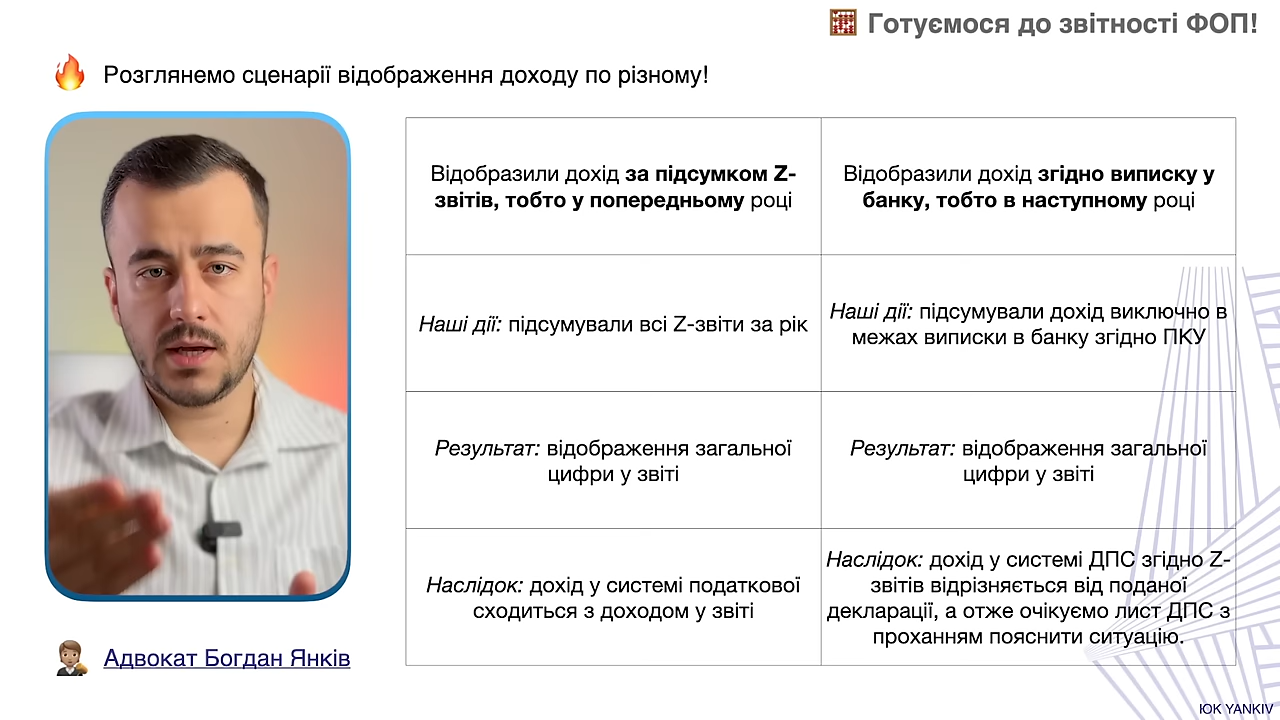 Готуємося до звітності ФОП!
Розглянемо сценарії відображення доходу по різному!
Відобразили дохід за підсумком Z-
звітів, тобто у попередньому році
Відобразили дохід згідно виписку у
банку, тобто в наступному році
Наші дії: підсумували всі Z-звіти за рік
Наші дії: підсумували дохід виключно в
межах виписки в банку згідно ПКУ
Результат: відображення загальної
цифри у звіті
Результат: відображення загальної
цифри у звіті
Наслідок: дохід у системі податкової
сходиться з доходом у звіті
Наслідок: дохід у системі ДПС згідно Z-
звітів відрізняється від поданої
декларації, а отже очікуємо лист ДПС з
проханням пояснити ситуацію.
Адвокат Богдан Янків
ЮК YANKIV